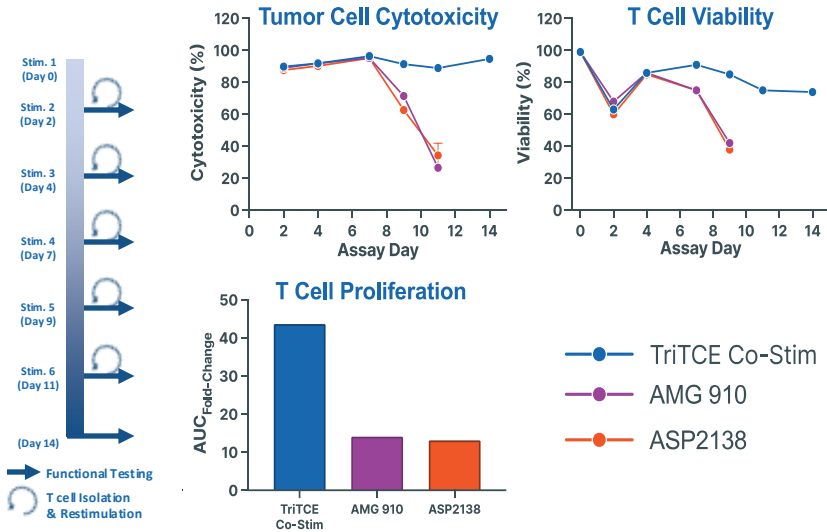 Stim. 1
(Day 0)
Stim. 2
(Day 2)
Stim. 3
(Day 4)
Stim. 4
(Day 7)
Stim. 5
(Day 9)
Stim. 6
(Day 11)
(Day 14)
Functional Testing
T cell Isolation
& Restimulation
Tumor Cell Cytotoxicity
Cytotoxicity (%)
120
100
80
60
40
20
0
0 2 4 6 8 10 12 14
Assay Day
T Cell Viability
Viability (%)
120
100
80
60
40
20
0
0 2 4 6 8 10 12 14
Assay Day
T Cell Proliferation
AUC Fold-Change
50
40
30
20
10
0
TriTCE
Co-Stim
AMG 910
ASP2138
TriTCE Co-Stim
AMG 910
ASP2138